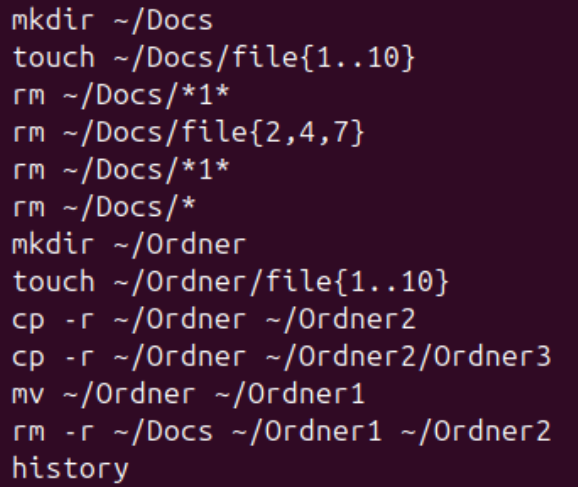 mkdir ~/Docs
touch ~/Docs/file{1..10}
rm ~/Docs/*1*
rm ~/Docs/file{2,4,7}
rm ~/Docs/*1*
rm ~/Docs/*
mkdir ~/Ordner
touch ~/Ordner/file{1..10}
cp -r ~/Ordner ~/Ordner2
cp -r ~/Ordner ~/Ordner2/Ordner3
mv ~/Ordner ~/Ordner1
rm -r ~/Docs ~/Ordner1 ~/Ordner2
history